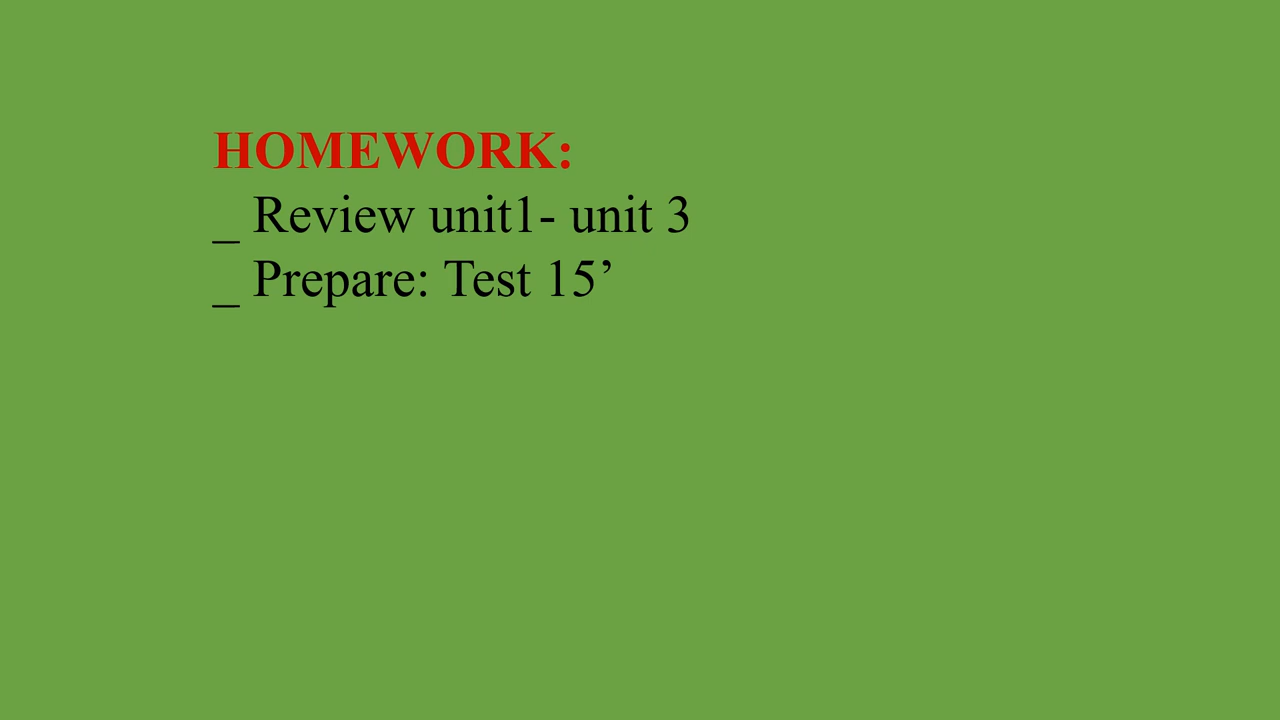 HOMEWORK:
_ Review unit1- unit 3
_ Prepare: Test 15’